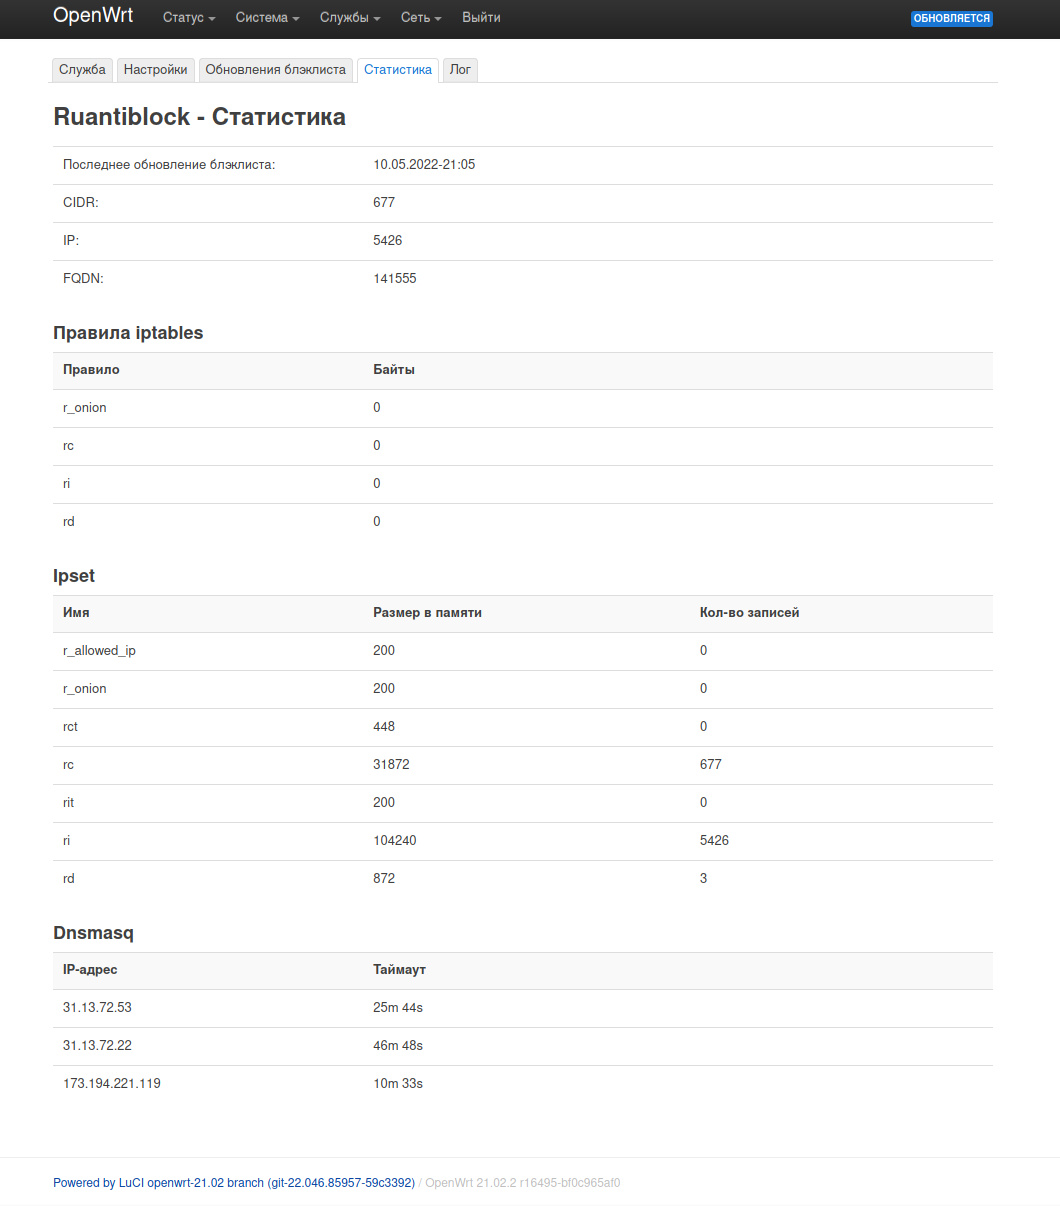 OpenWrt Статус Система Службы Сеть Выйти ОБНОВЛЯЕТСЯ
Служба Настройки Обновления блэклиста Статистика Лог
Ruantiblock - Статистика
Последнее обновление блэклиста: 10.05.2022-21:05
CIDR: 677
IP: 5426
FQDN: 141555
Правила iptables
Правило Байты
r_onion 0
rc 0
ri 0
rd 0
Ipset
Имя Размер в памяти Кол-во записей
r_allowed_ip 200 0
r_onion 200 0
rct 448 0
rc 31872 677
rit 200 0
ri 104240 5426
rd 872 3
Dnsmasq
IP-адрес Таймаут
31.13.72.53 25m 44s
31.13.72.22 46m 48s
173.194.221.119 10m 33s
Powered by LuCI openwrt-21.02 branch (git-22.046.85957-59c3392) / OpenWrt 21.02.2 r16495-bf0c965af0